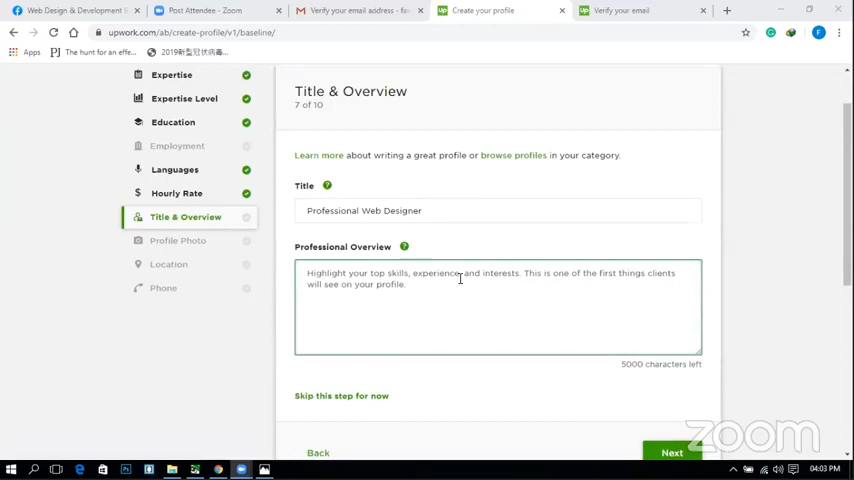 Web Design & Development B
Post Attendee - Zoom
Verify your email address - fa
Create your profile
Verify your email
upwork.com/ab/create-profile/v1/baseline/
F
Apps
The hunt for an effe...
2019新型冠状病毒...
Expertise
Expertise Level
Education
Employment
Languages
$ Hourly Rate
Title & Overview
Profile Photo
Location
Phone
Title & Overview
7 of 10
Learn more about writing a great profile or browse profiles in your category.
Title ?
Professional Web Designer
Professional Overview ?
Highlight your top skills, experience, and interests. This is one of the first things clients
will see on your profile.
5000 characters left
Skip this step for now
Back
Next
zoom
04:03 PM